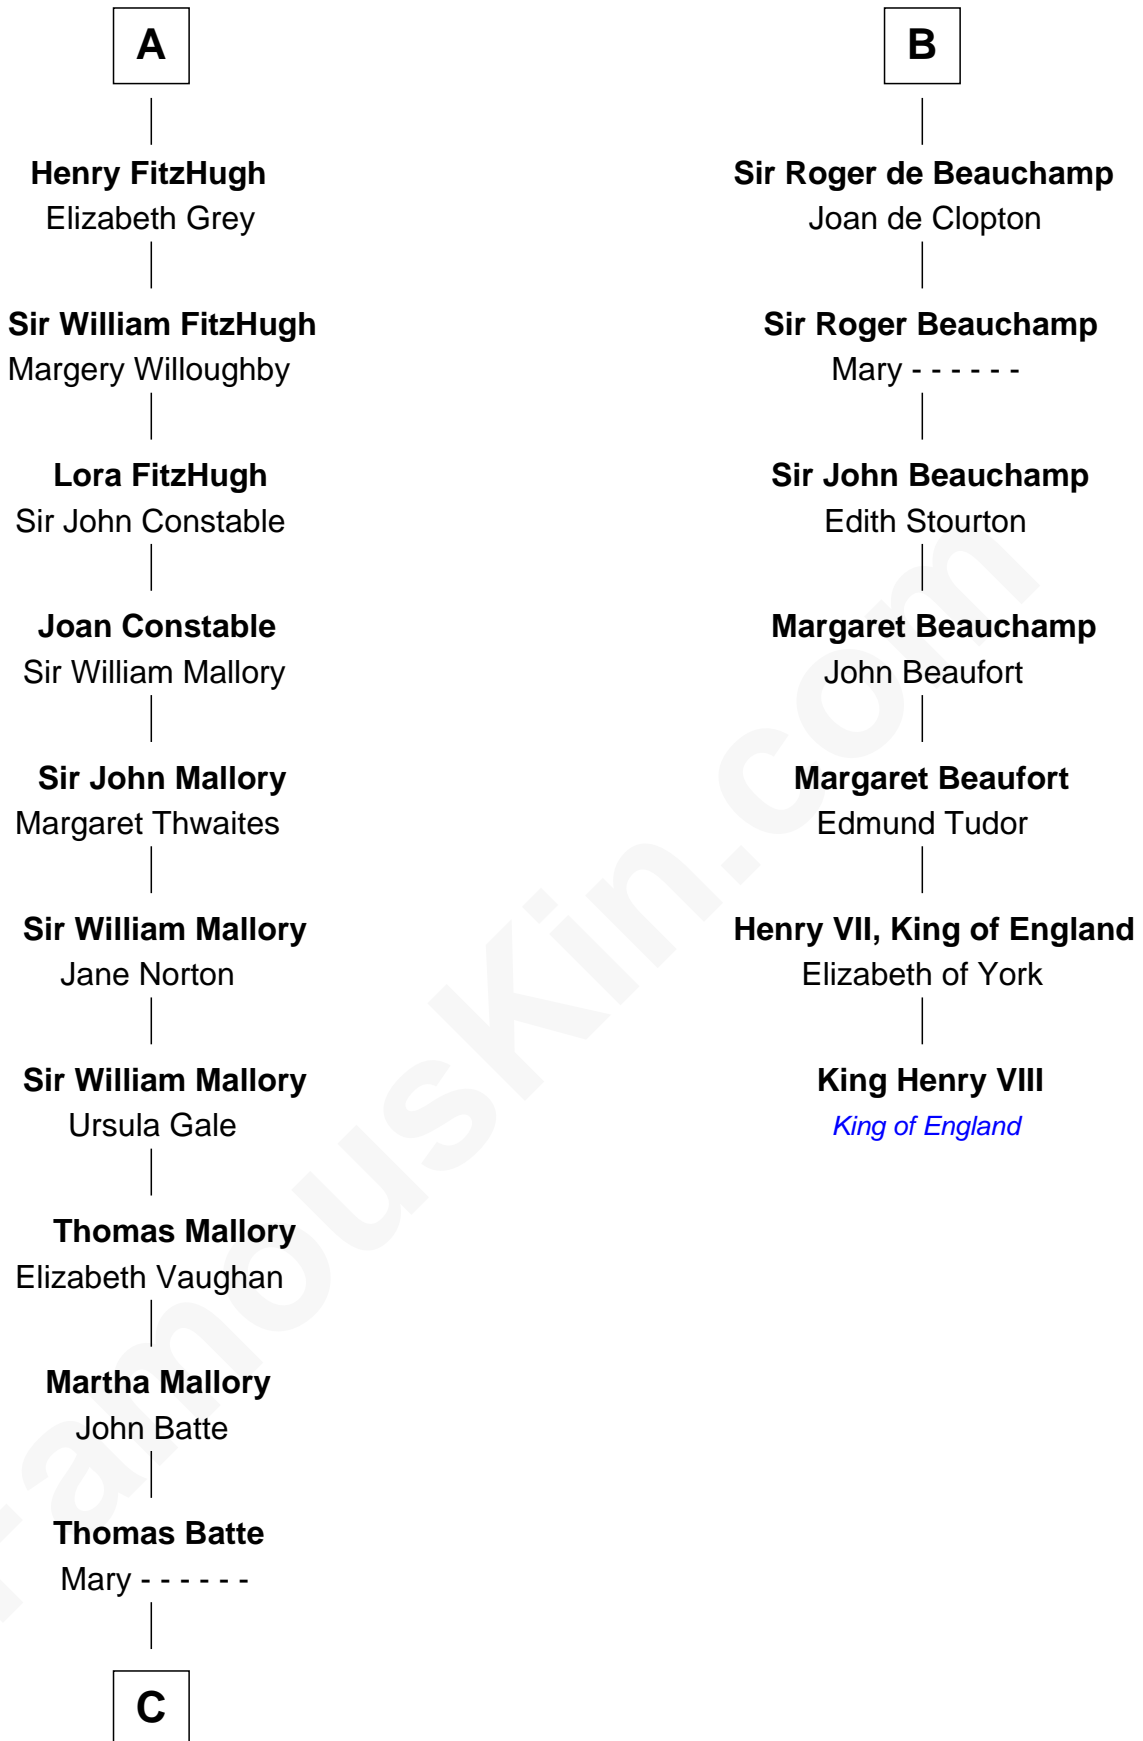 A
Henry FitzHugh
Elizabeth Grey
Sir William FitzHugh
Margery Willoughby
Lora FitzHugh
Sir John Constable
Joan Constable
Sir William Mallory
Sir John Mallory
Margaret Thwaites
Sir William Mallory
Jane Norton
Sir William Mallory
Ursula Gale
Thomas Mallory
Elizabeth Vaughan
Martha Mallory
John Batte
Thomas Batte
Mary - - - - - -
C
B
Sir Roger de Beauchamp
Joan de Clopton
Sir Roger Beauchamp
Mary - - - - - -
Sir John Beauchamp
Edith Stourton
Margaret Beauchamp
John Beaufort
Margaret Beaufort
Edmund Tudor
Henry VII, King of England
Elizabeth of York
King Henry VIII
King of England
FamousKin.com